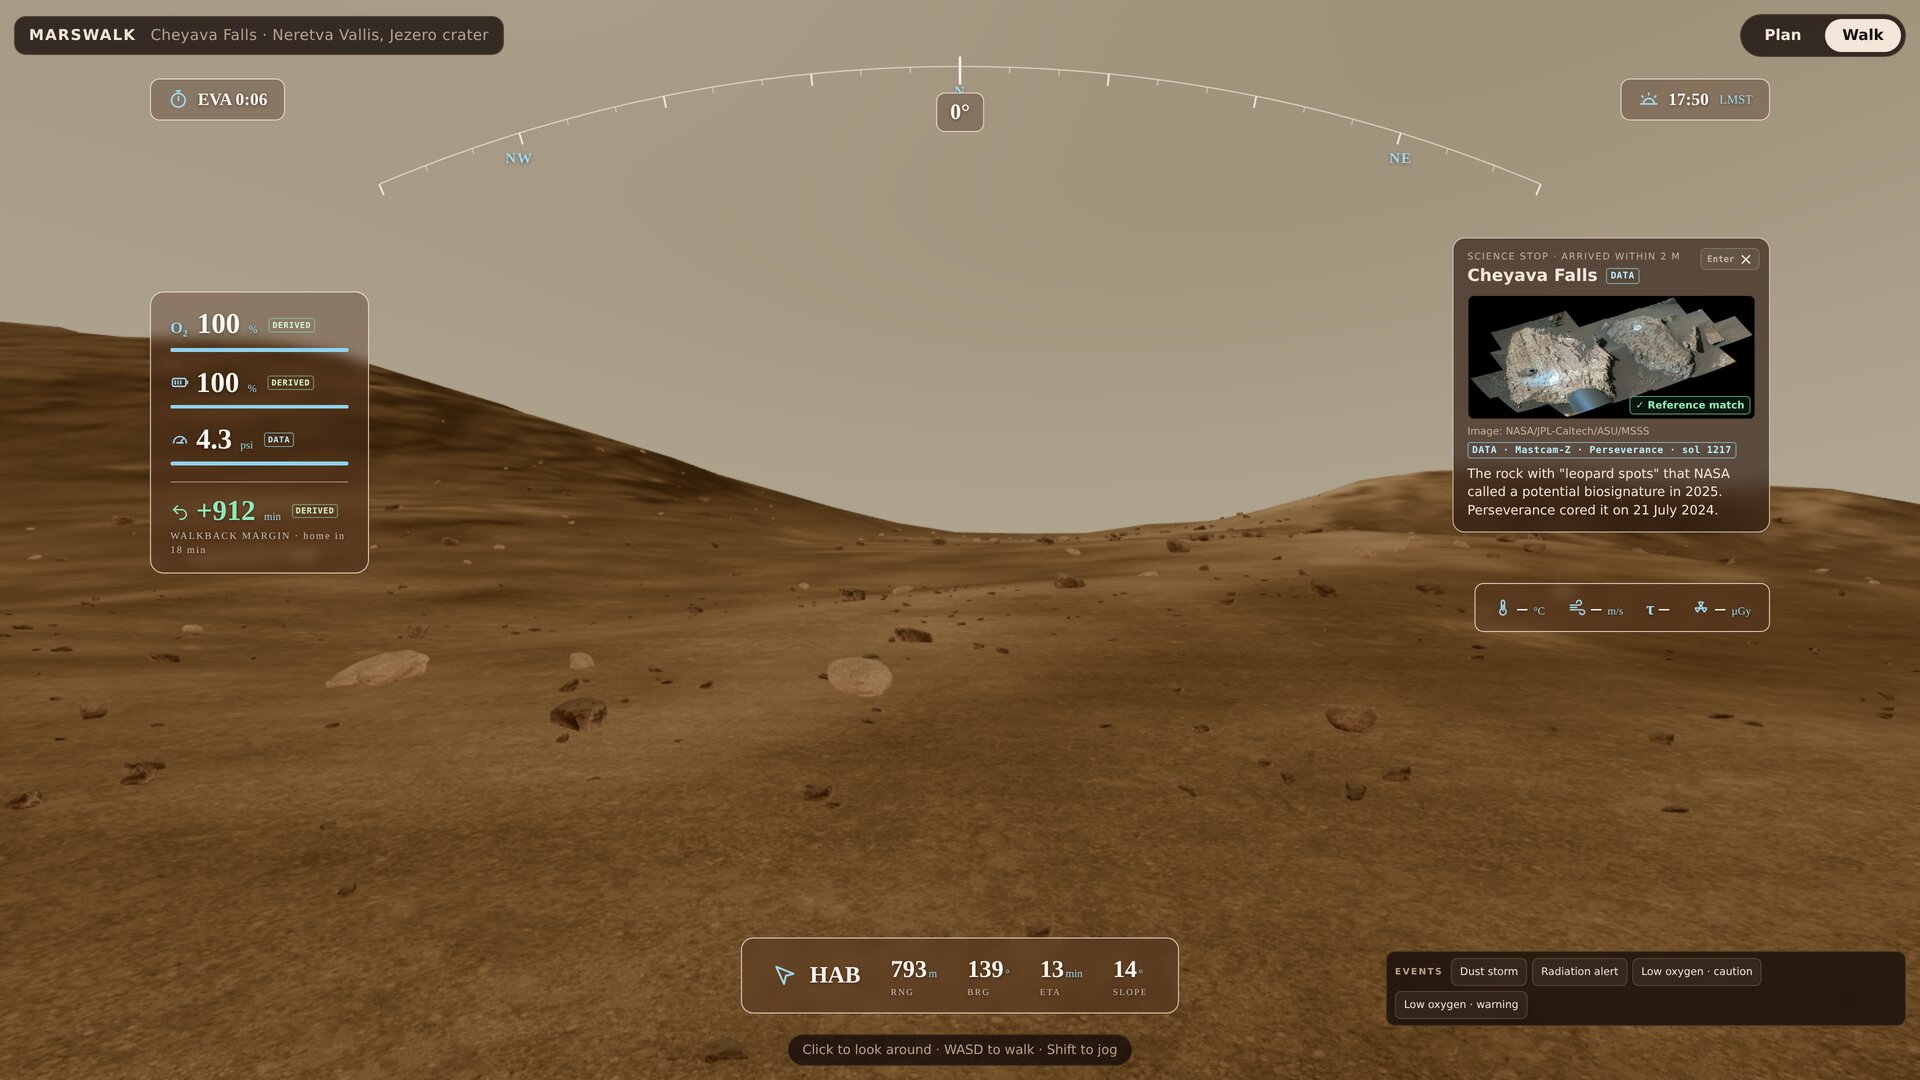 MARSWALK Cheyava Falls · Neretva Vallis, Jezero crater
Plan Walk
EVA 0:06
N
0°
17:50 LMST
NW
NE
O₂ 100 % DERIVED
100 % DERIVED
4.3 psi DATA
+912 min DERIVED
WALKBACK MARGIN · home in
18 min
SCIENCE STOP · ARRIVED WITHIN 2 M
Enter ✕
Cheyava Falls DATA
✓ Reference match
Image: NASA/JPL-Caltech/ASU/MSSS
DATA · Mastcam-Z · Perseverance · sol 1217
The rock with "leopard spots" that NASA
called a potential biosignature in 2025.
Perseverance cored it on 21 July 2024.
– °C – m/s τ – – µGy
HAB 793 m 139 ° 13 min 14 °
RNG BRG ETA SLOPE
EVENTS Dust storm Radiation alert Low oxygen · caution
Low oxygen · warning
Click to look around · WASD to walk · Shift to jog